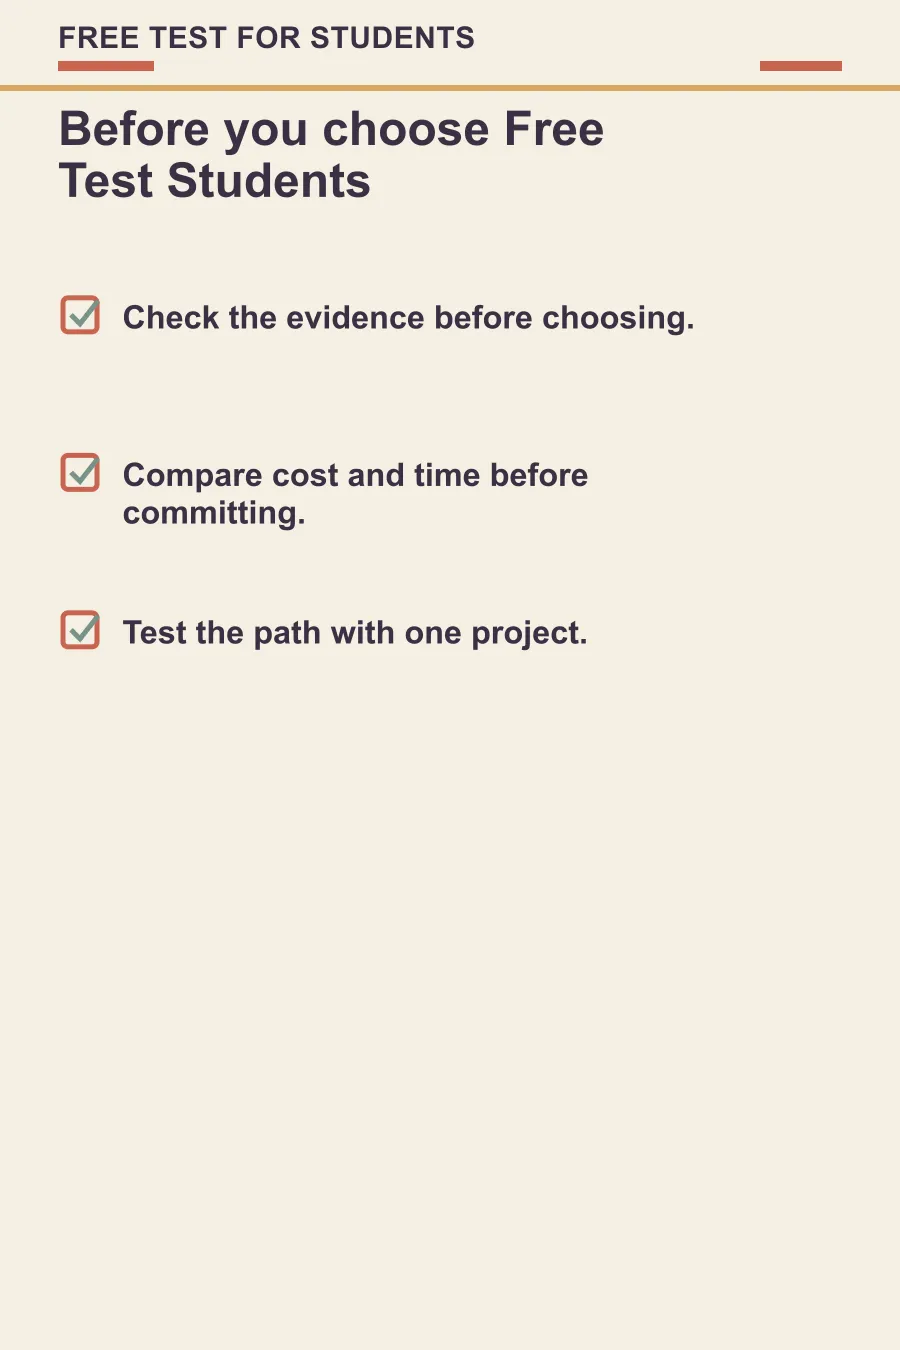 FREE TEST FOR STUDENTS
Before you choose Free
Test Students
Check the evidence before choosing.
Compare cost and time before
committing.
Test the path with one project.